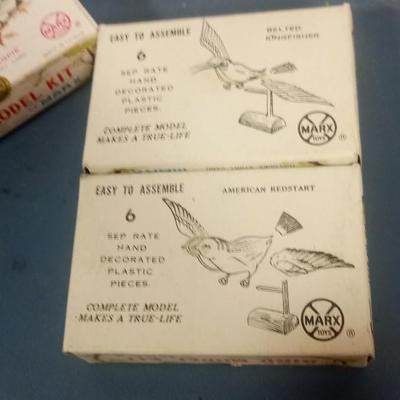 MARX
MODEL KIT
MARX
EASY TO ASSEMBLE
6
SEP RATE
HAND
DECORATED
PLASTIC
PIECES.
COMPLETE MODEL
MAKES A TRUE-LIFE
BELTED
KINGFISHER
MARX
TOYS
®
EASY TO ASSEMBLE
6
SEP RATE
HAND
DECORATED
PLASTIC
PIECES.
COMPLETE MODEL
MAKES A TRUE-LIFE
AMERICAN REDSTART
MARX
TOYS
®